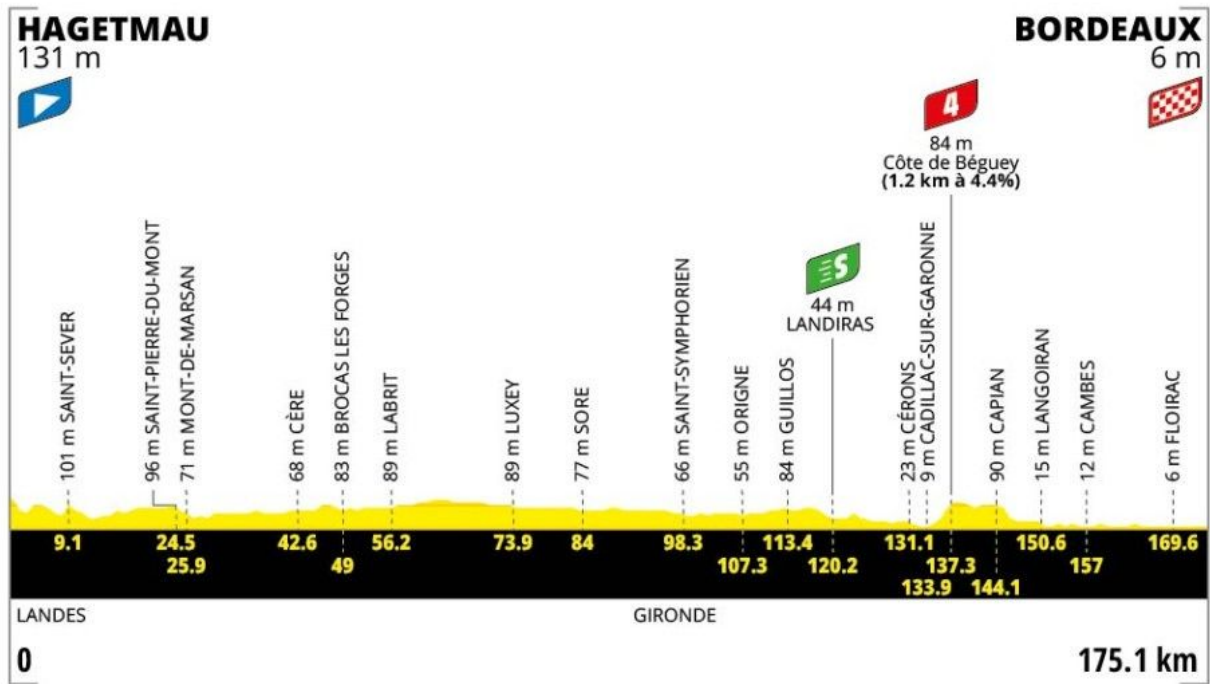 HAGETMAU
131 m
BORDEAUX
6 m
4
84 m
Côte de Béguey
(1.2 km à 4.4%)
S
44 m
LANDIRAS
101 m SAINT-SEVER
96 m SAINT-PIERRE-DU-MONT
71 m MONT-DE-MARSAN
68 m CÈRE
83 m BROCAS LES FORGES
89 m LABRIT
89 m LUXEY
77 m SORE
66 m SAINT-SYMPHORIEN
55 m ORIGNE
84 m GUILLOS
23 m CÉRONS
9 m CADILLAC-SUR-GARONNE
90 m CAPIAN
15 m LANGOIRAN
12 m CAMBES
6 m FLOIRAC
9.1 24.5 42.6 56.2 73.9 84 98.3 113.4 131.1 150.6 169.6
25.9 49 107.3 120.2 137.3 157
133.9 144.1
LANDES GIRONDE
0 175.1 km